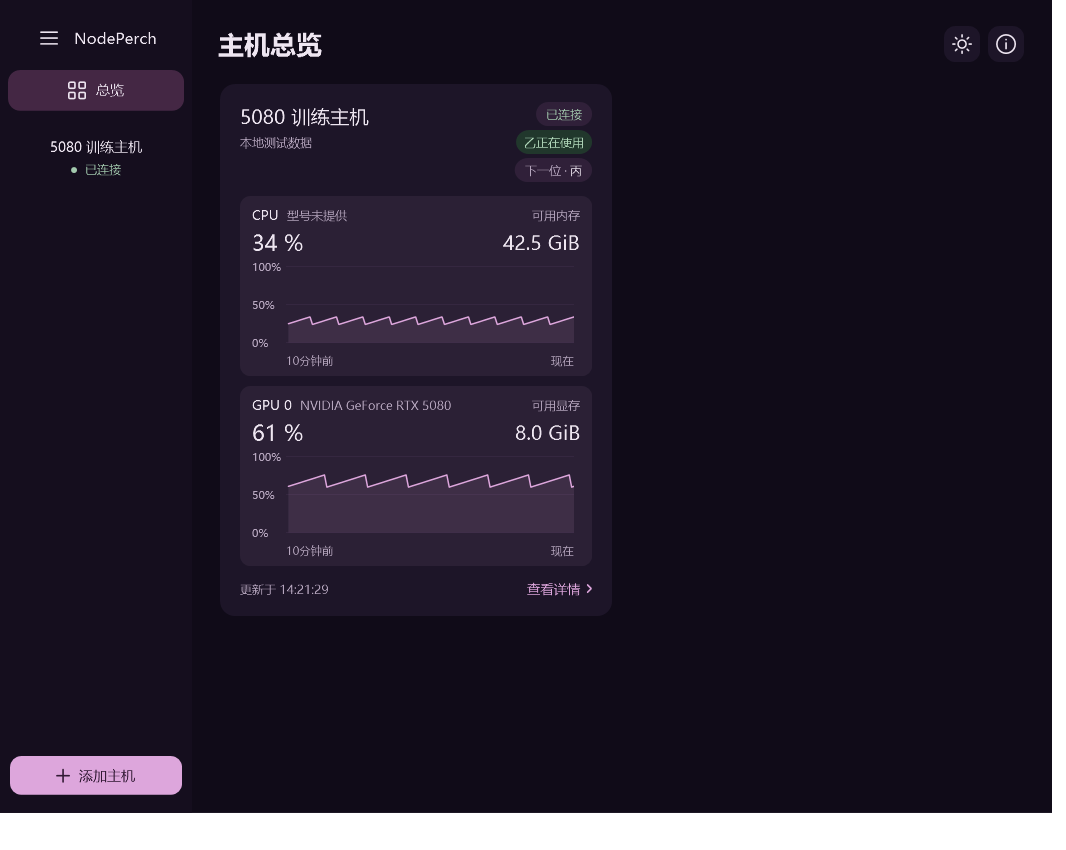 NodePerch
总览
5080 训练主机
已连接
添加主机
主机总览
5080 训练主机
已连接
本地测试数据
乙正在使用
下一位 · 丙
CPU 型号未提供 可用内存
34 % 42.5 GiB
100%
50%
0%
10分钟前 现在
GPU 0 NVIDIA GeForce RTX 5080 可用显存
61 % 8.0 GiB
100%
50%
0%
10分钟前 现在
更新于 14:21:29 查看详情